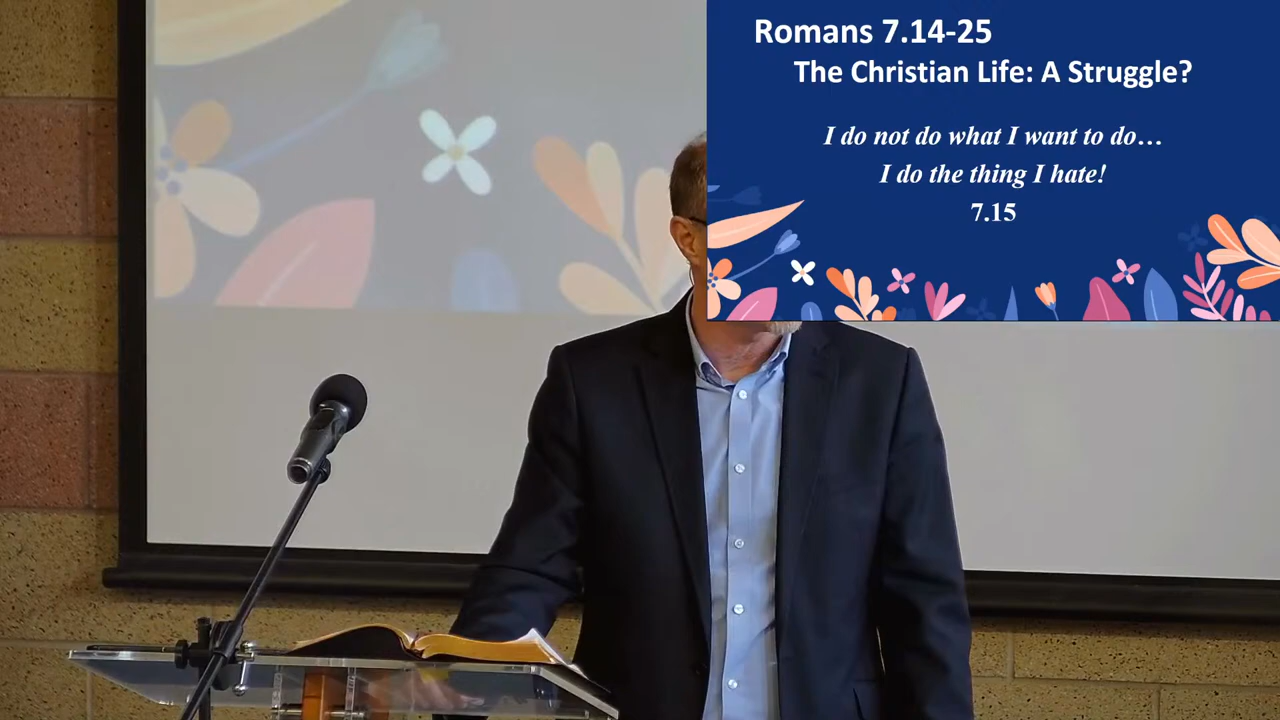 Romans 7.14-25
The Christian Life: A Struggle?
I do not do what I want to do…
I do the thing I hate!
7.15